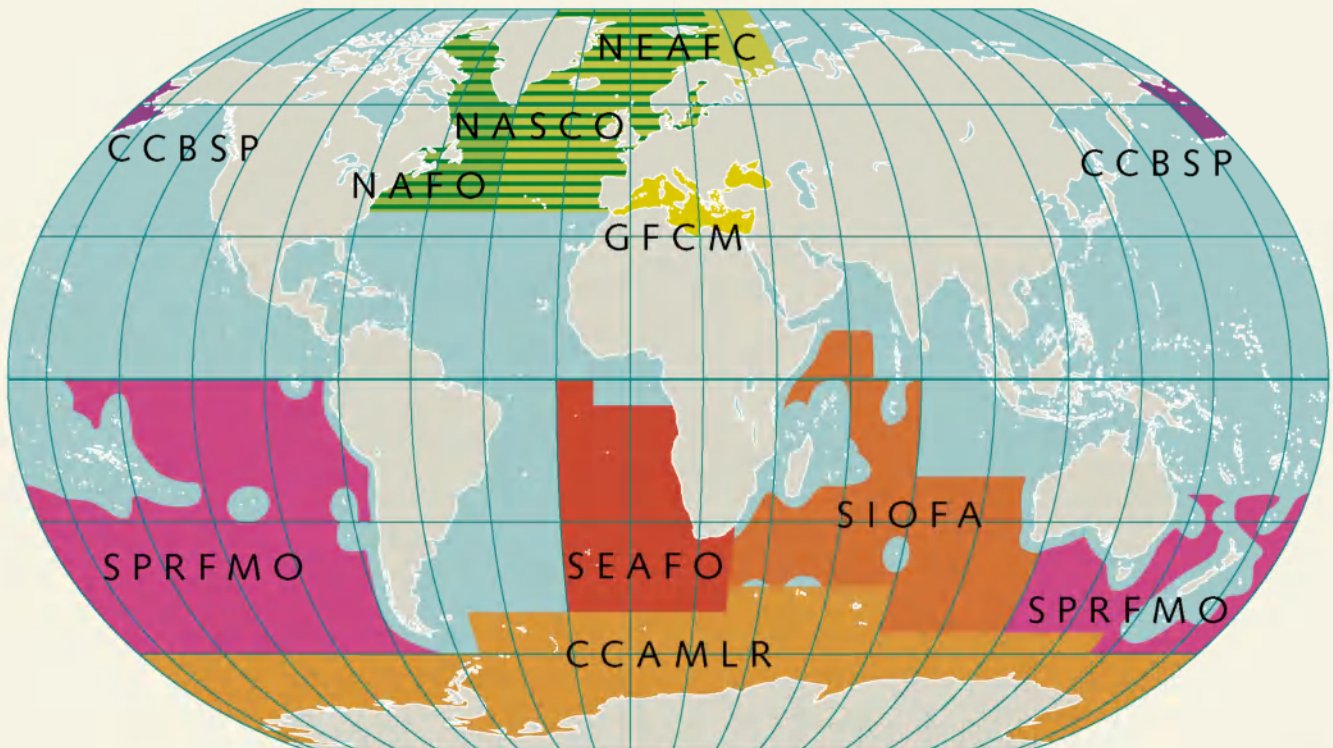 NEAFC
NASCO
CCBSP
CCBSP
NAFO
GFCM
SIOFA
SPRFMO
SEAFO
SPRFMO
CCAMLR